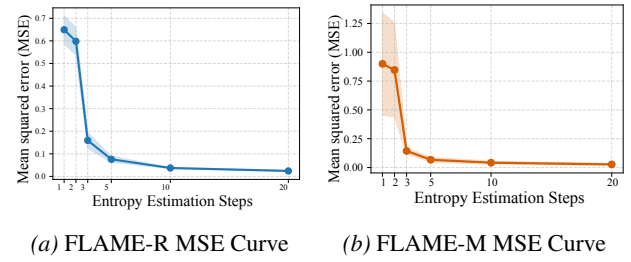 Mean squared error (MSE)
0.7
0.6
0.5
0.4
0.3
0.2
0.1
0.0
1 2 3 5 10 20
Entropy Estimation Steps
(a) FLAME-R MSE Curve
Mean squared error (MSE)
1.25
1.00
0.75
0.50
0.25
0.00
1 2 3 5 10 20
Entropy Estimation Steps
(b) FLAME-M MSE Curve